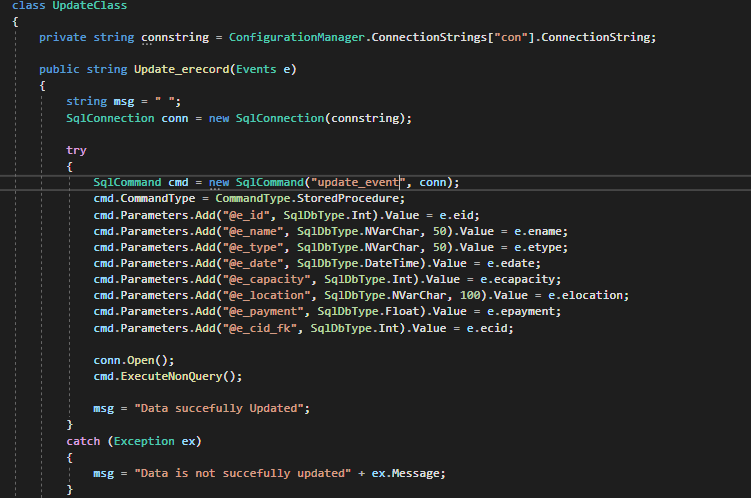 class UpdateClass
{
private string connstring = ConfigurationManager.ConnectionStrings["con"].ConnectionString;
public string Update_erecord(Events e)
{
string msg = " ";
SqlConnection conn = new SqlConnection(connstring);
try
{
SqlCommand cmd = new SqlCommand("update_event", conn);
cmd.CommandType = CommandType.StoredProcedure;
cmd.Parameters.Add("@e_id", SqlDbType.Int).Value = e.eid;
cmd.Parameters.Add("@e_name", SqlDbType.NVarChar, 50).Value = e.ename;
cmd.Parameters.Add("@e_type", SqlDbType.NVarChar, 50).Value = e.etype;
cmd.Parameters.Add("@e_date", SqlDbType.DateTime).Value = e.edate;
cmd.Parameters.Add("@e_capacity", SqlDbType.Int).Value = e.ecapacity;
cmd.Parameters.Add("@e_location", SqlDbType.NVarChar, 100).Value = e.elocation;
cmd.Parameters.Add("@e_payment", SqlDbType.Float).Value = e.epayment;
cmd.Parameters.Add("@e_cid_fk", SqlDbType.Int).Value = e.ecid;
conn.Open();
cmd.ExecuteNonQuery();
msg = "Data succefully Updated";
}
catch (Exception ex)
{
msg = "Data is not succefully updated" + ex.Message;
}